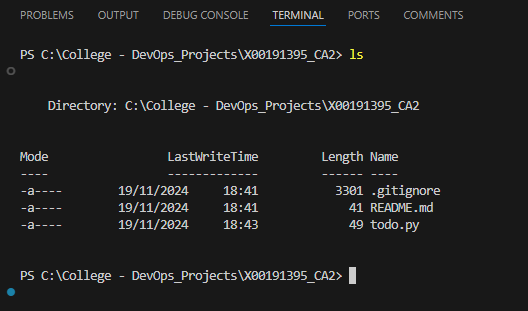 PROBLEMS OUTPUT DEBUG CONSOLE TERMINAL PORTS COMMENTS
PS C:\College - DevOps_Projects\X00191395_CA2> ls
Directory: C:\College - DevOps_Projects\X00191395_CA2
Mode LastWriteTime Length Name
---- ------------- ------ ----
-a---- 19/11/2024 18:41 3301 .gitignore
-a---- 19/11/2024 18:41 41 README.md
-a---- 19/11/2024 18:43 49 todo.py
PS C:\College - DevOps_Projects\X00191395_CA2>